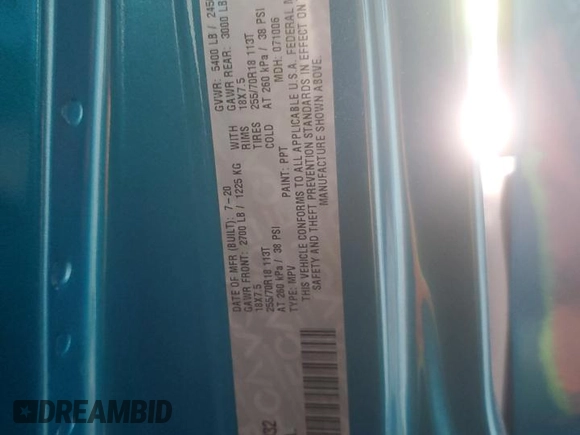 DATE OF MFR (BUILT): 7-20
GVWR: 5400 LB / 245
GAWR FRONT: 2700 LB / 1225 KG WITH GAWR REAR: 3000 LB
18X7.5 RIMS 18X7.5
255/70R18 113T TIRES 255/70R18 113T
AT 260 kPa / 38 PSI COLD AT 260 kPa / 38 PSI
TYPE: MPV PAINT: PPT MDH: 071006
THIS VEHICLE CONFORMS TO ALL APPLICABLE U.S.A. FEDERAL M
SAFETY AND THEFT PREVENTION STANDARDS IN EFFECT ON
MANUFACTURE SHOWN ABOVE.
32
DREAMBID